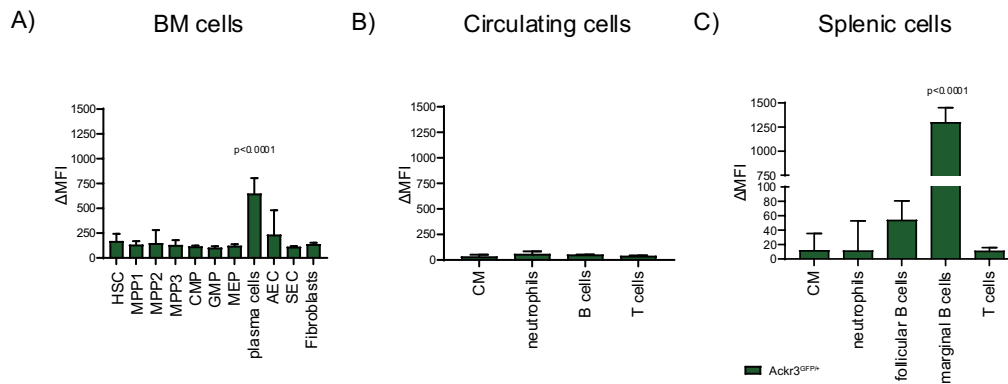 A)
BM cells
ΔMFI
1500
1250
1000
750
500
250
0
p<0.0001
HSC
MPP1
MPP2
MPP3
CMP
GMP
MEP
plasma cells
AEC
SEC
Fibroblasts
B)
Circulating cells
ΔMFI
1500
1250
1000
750
500
250
0
CM
neutrophils
B cells
T cells
C)
Splenic cells
ΔMFI
1500
1250
1000
750
500
250
100
80
60
40
20
0
p<0.0001
CM
neutrophils
follicular B cells
marginal B cells
T cells
Ackr3GFP/+